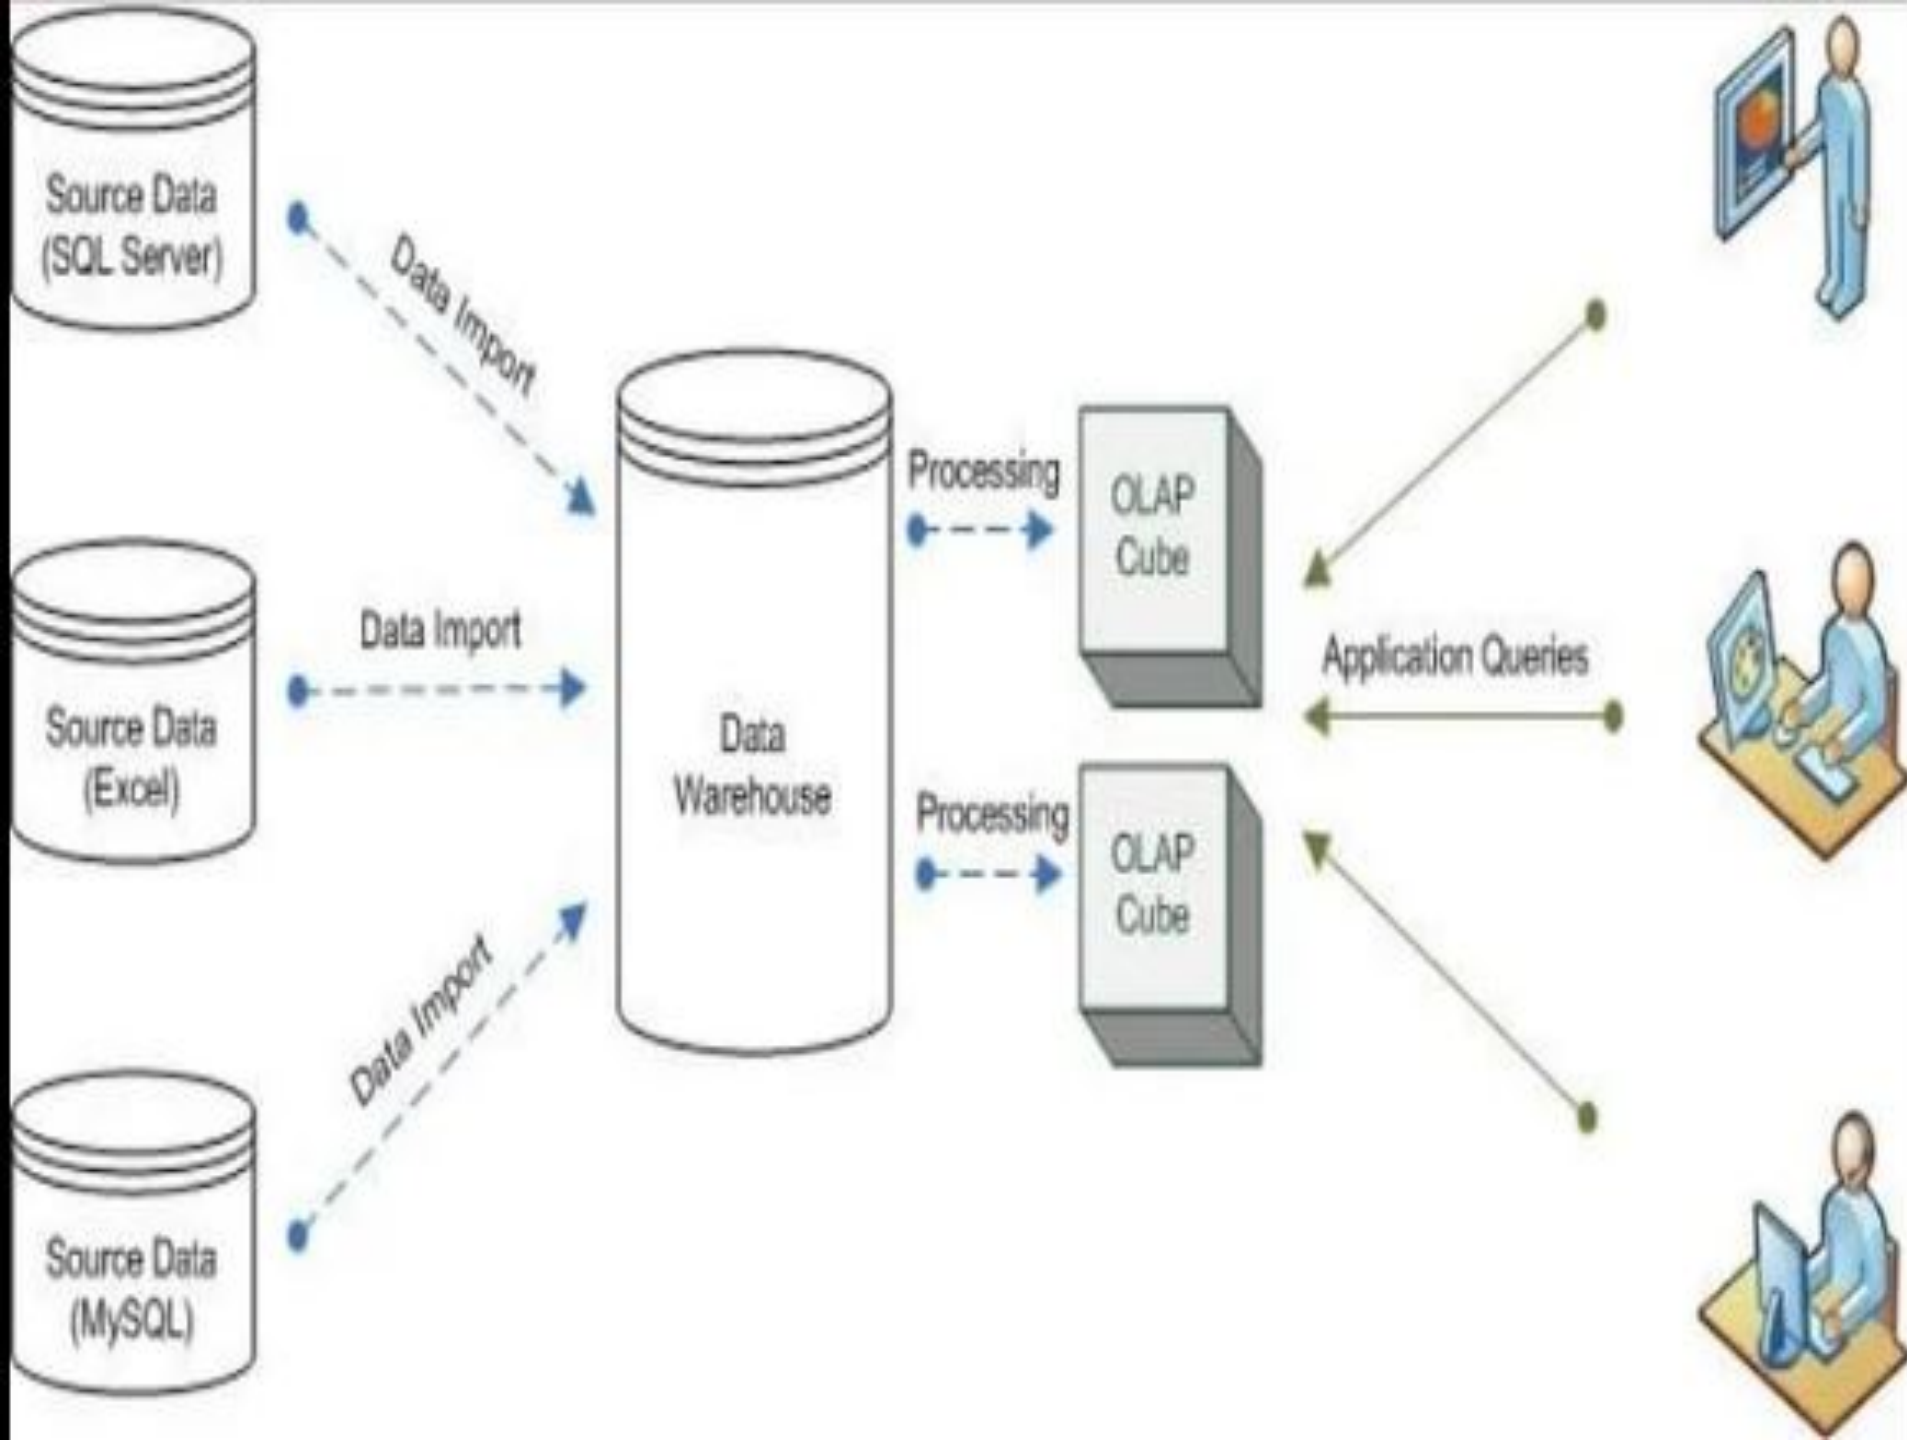 Source Data
(SQL Server)
Data Import
Source Data
(Excel)
Data Import
Source Data
(MySQL)
Data Import
Data
Warehouse
Processing
OLAP
Cube
Processing
OLAP
Cube
Application Queries